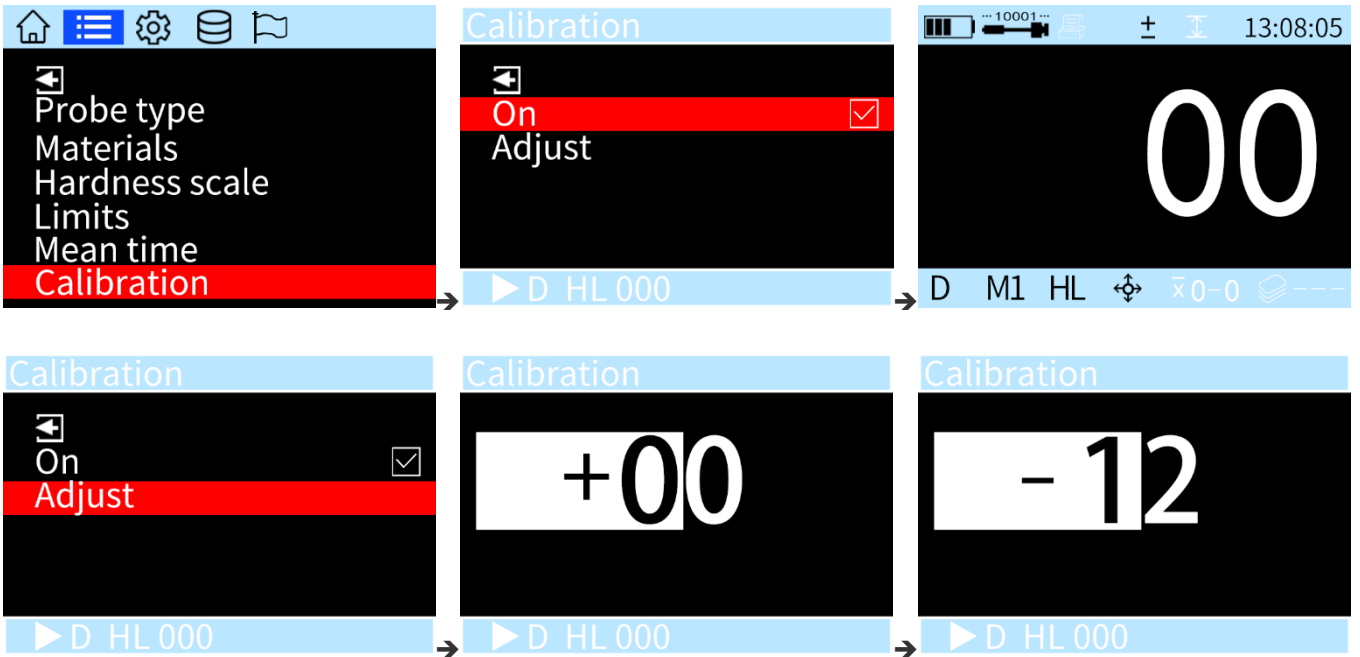 Probe type
Materials
Hardness scale
Limits
Mean time
Calibration
Calibration
On
Adjust
D HL 000
10001
± 13:08:05
00
D M1 HL x̄0-0 ---
Calibration
On
Adjust
D HL 000
Calibration
+00
D HL 000
Calibration
-12
D HL 000